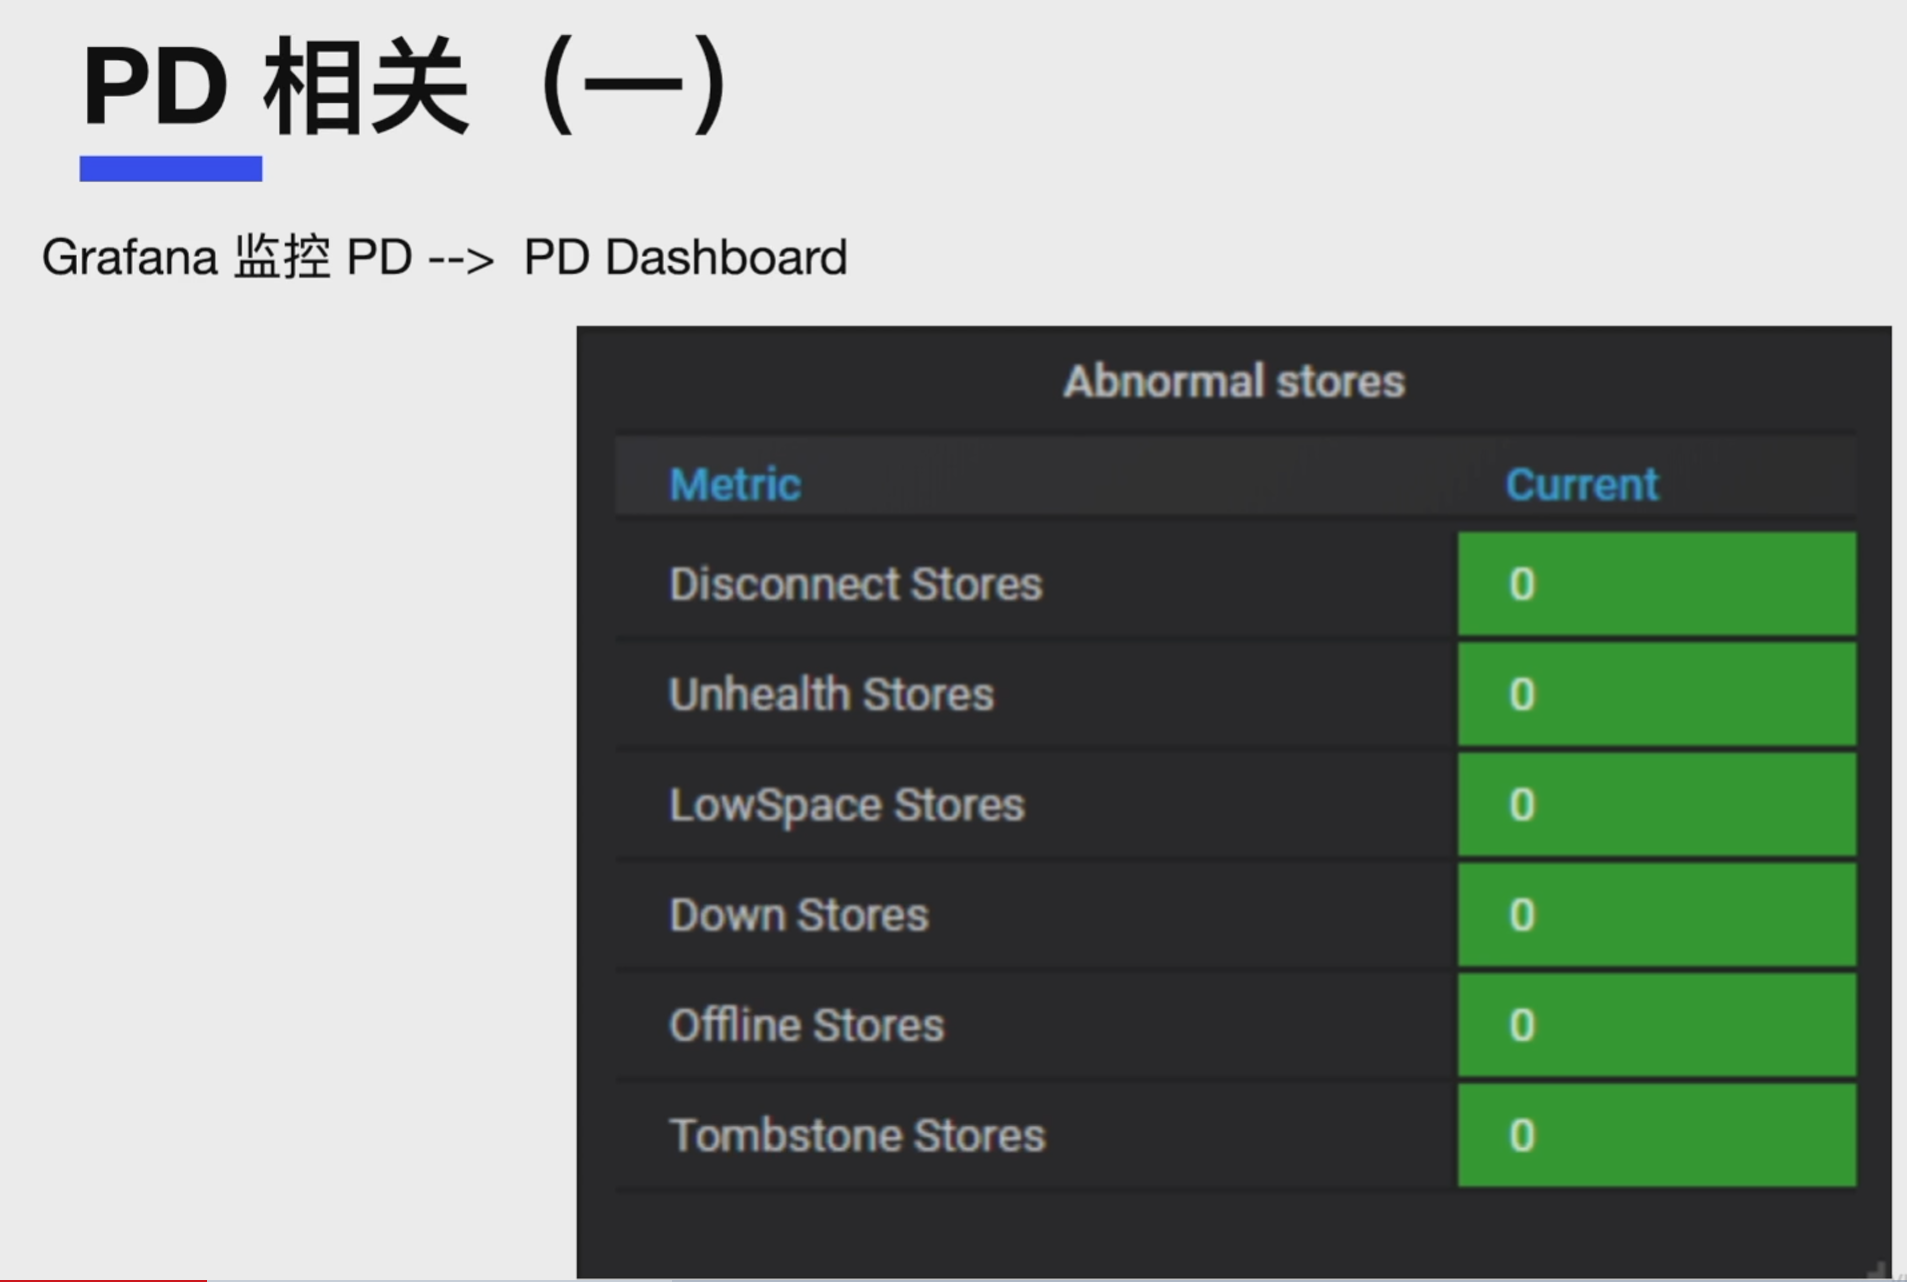 PD 相关（一）
Grafana 监控 PD --> PD Dashboard
Abnormal stores
Metric Current
Disconnect Stores 0
Unhealth Stores 0
LowSpace Stores 0
Down Stores 0
Offline Stores 0
Tombstone Stores 0